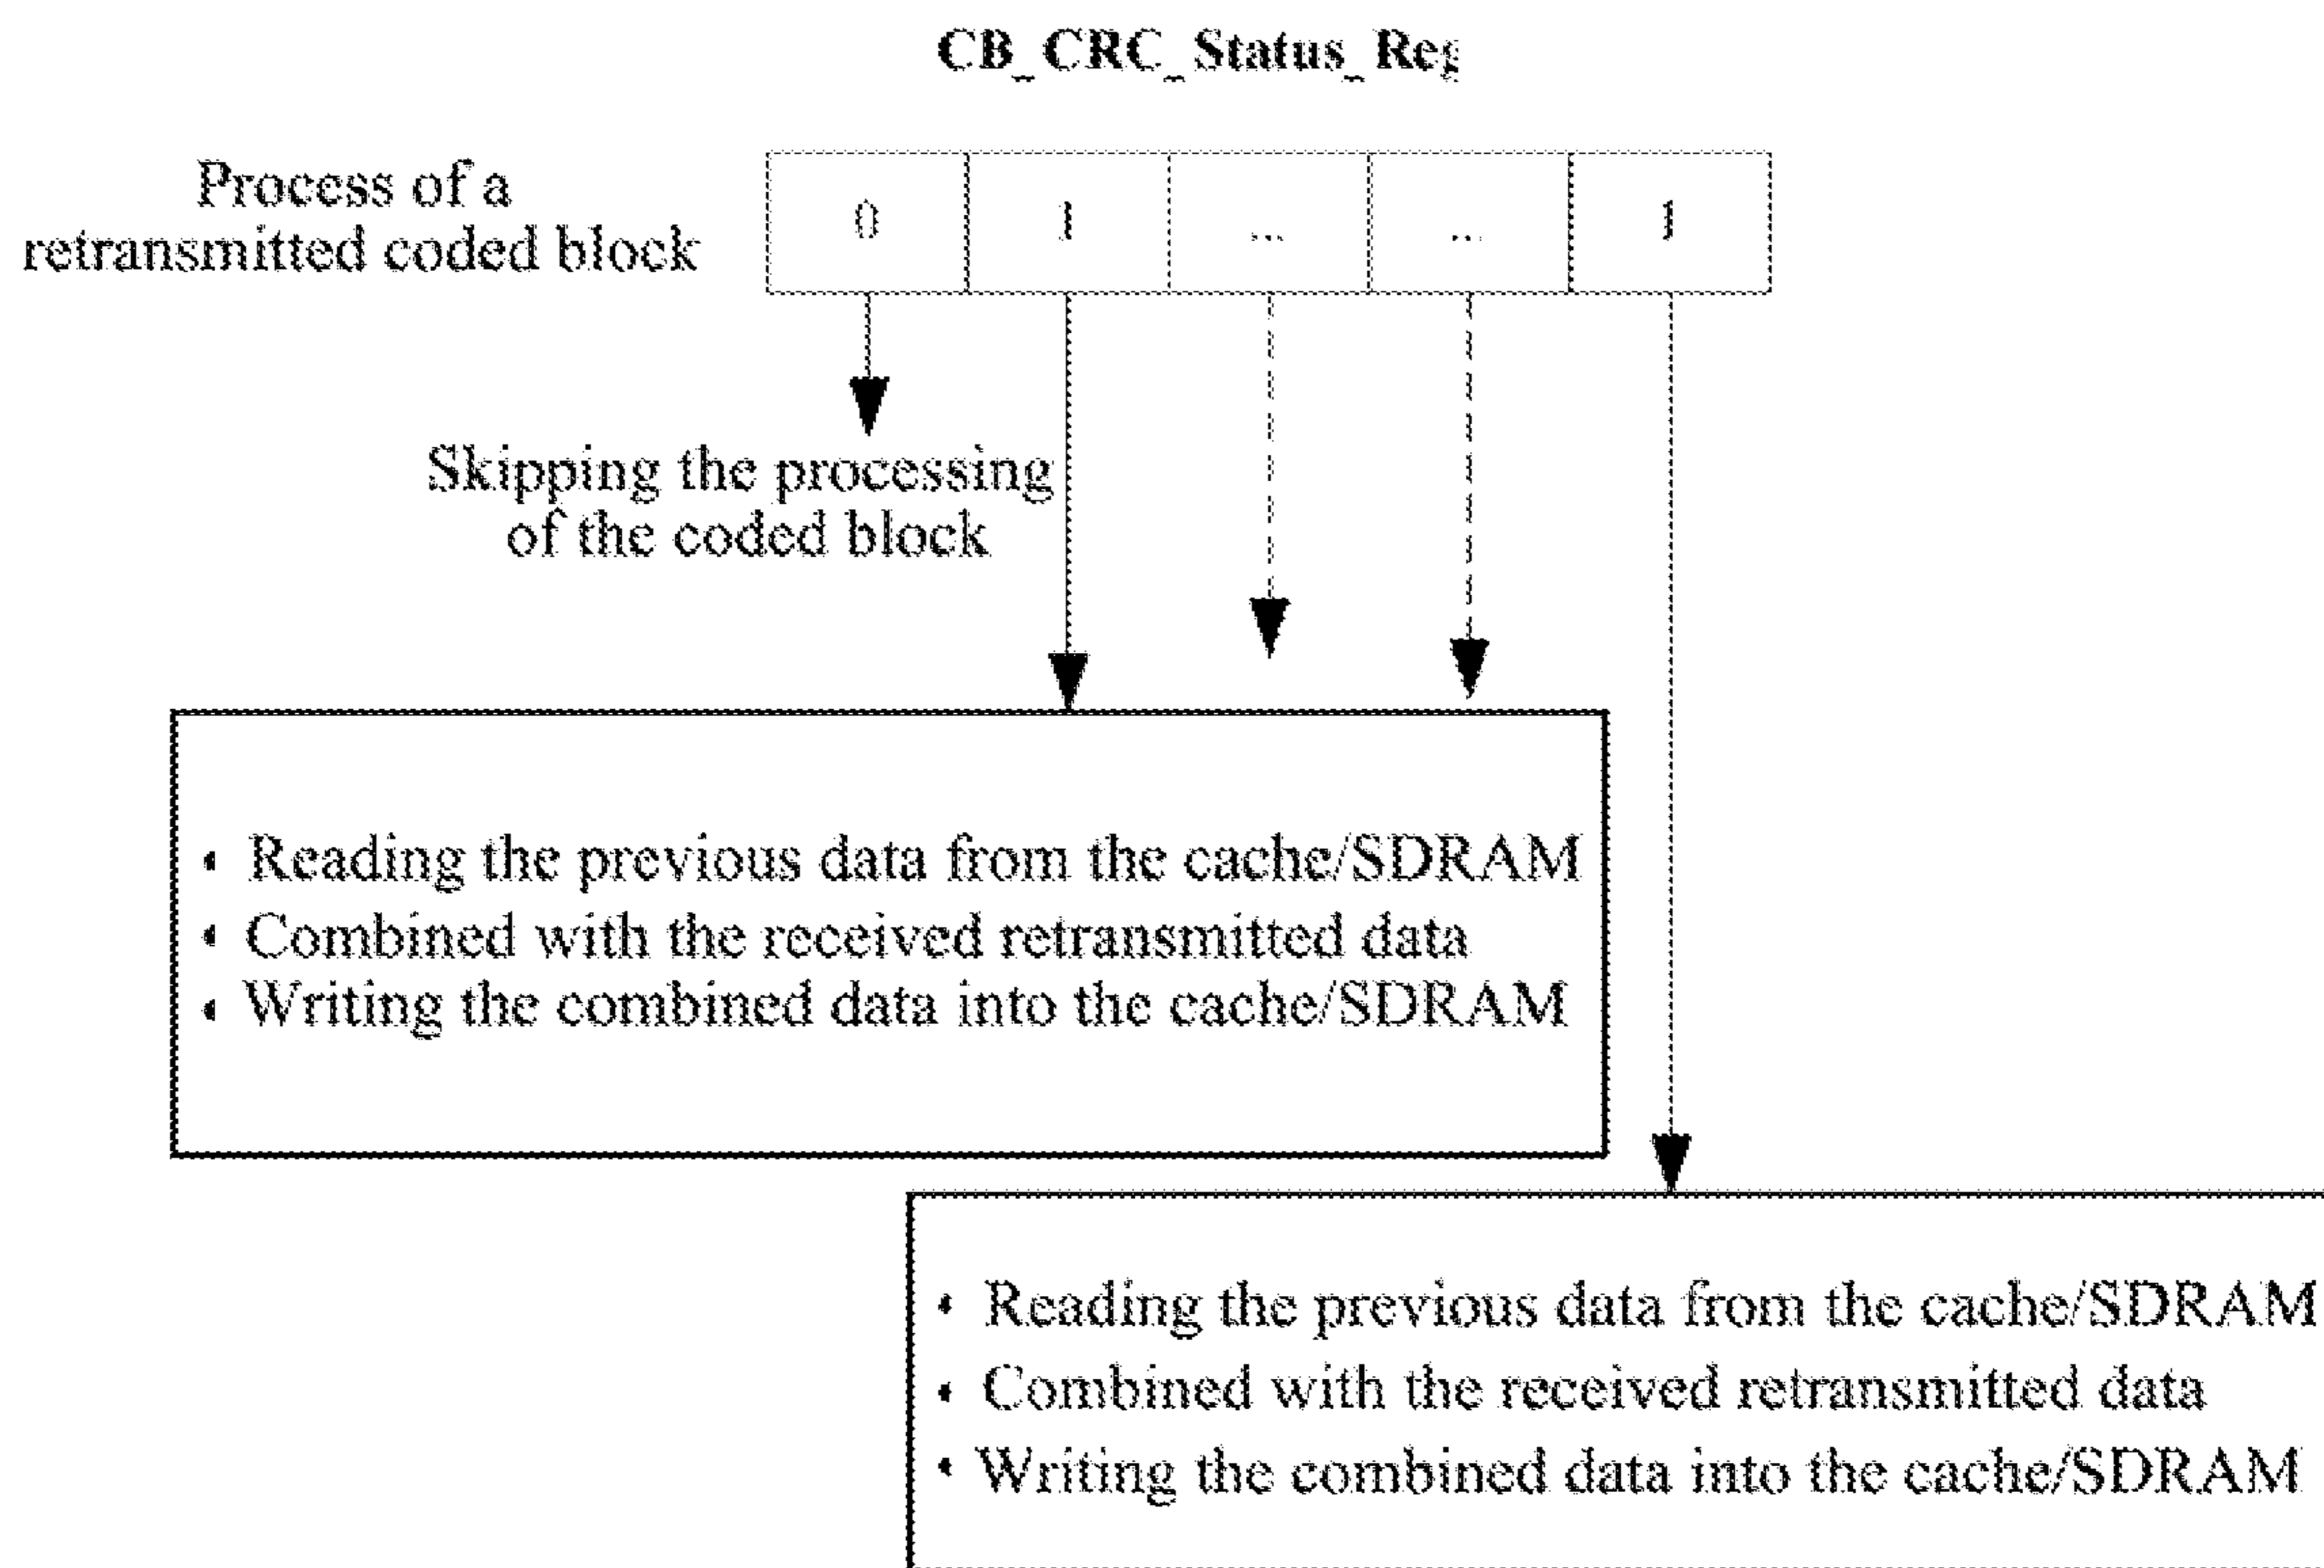 CB_CRC_Status_Reg
Process of a
retransmitted coded block
0 1 ... ... 1
Skipping the processing
of the coded block
• Reading the previous data from the cache/SDRAM
• Combined with the received retransmitted data
• Writing the combined data into the cache/SDRAM
• Reading the previous data from the cache/SDRAM
• Combined with the received retransmitted data
• Writing the combined data into the cache/SDRAM